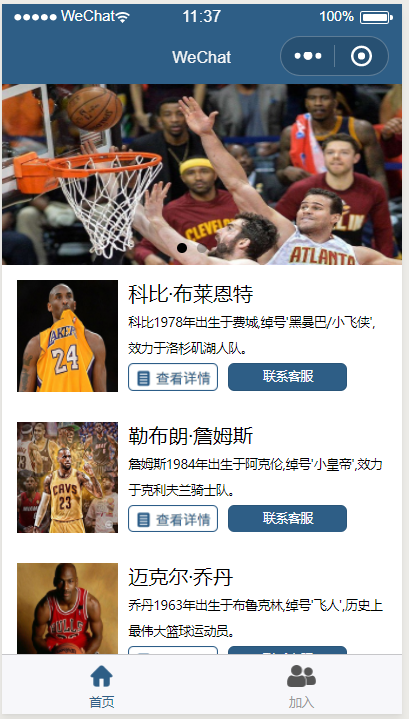 WeChat 11:37 100%
WeChat
CLEVEL
ATLANTA
科比·布莱恩特
科比1978年出生于费城,绰号'黑曼巴/小飞侠',
效力于洛杉矶湖人队。
查看详情 联系客服
LAKERS
24
勒布朗·詹姆斯
詹姆斯1984年出生于阿克伦,绰号'小皇帝',效力
于克利夫兰骑士队。
查看详情 联系客服
CAVS
23
迈克尔·乔丹
乔丹1963年出生于布鲁克林,绰号'飞人',历史上
最伟大篮球运动员。
BULLS
首页 加入